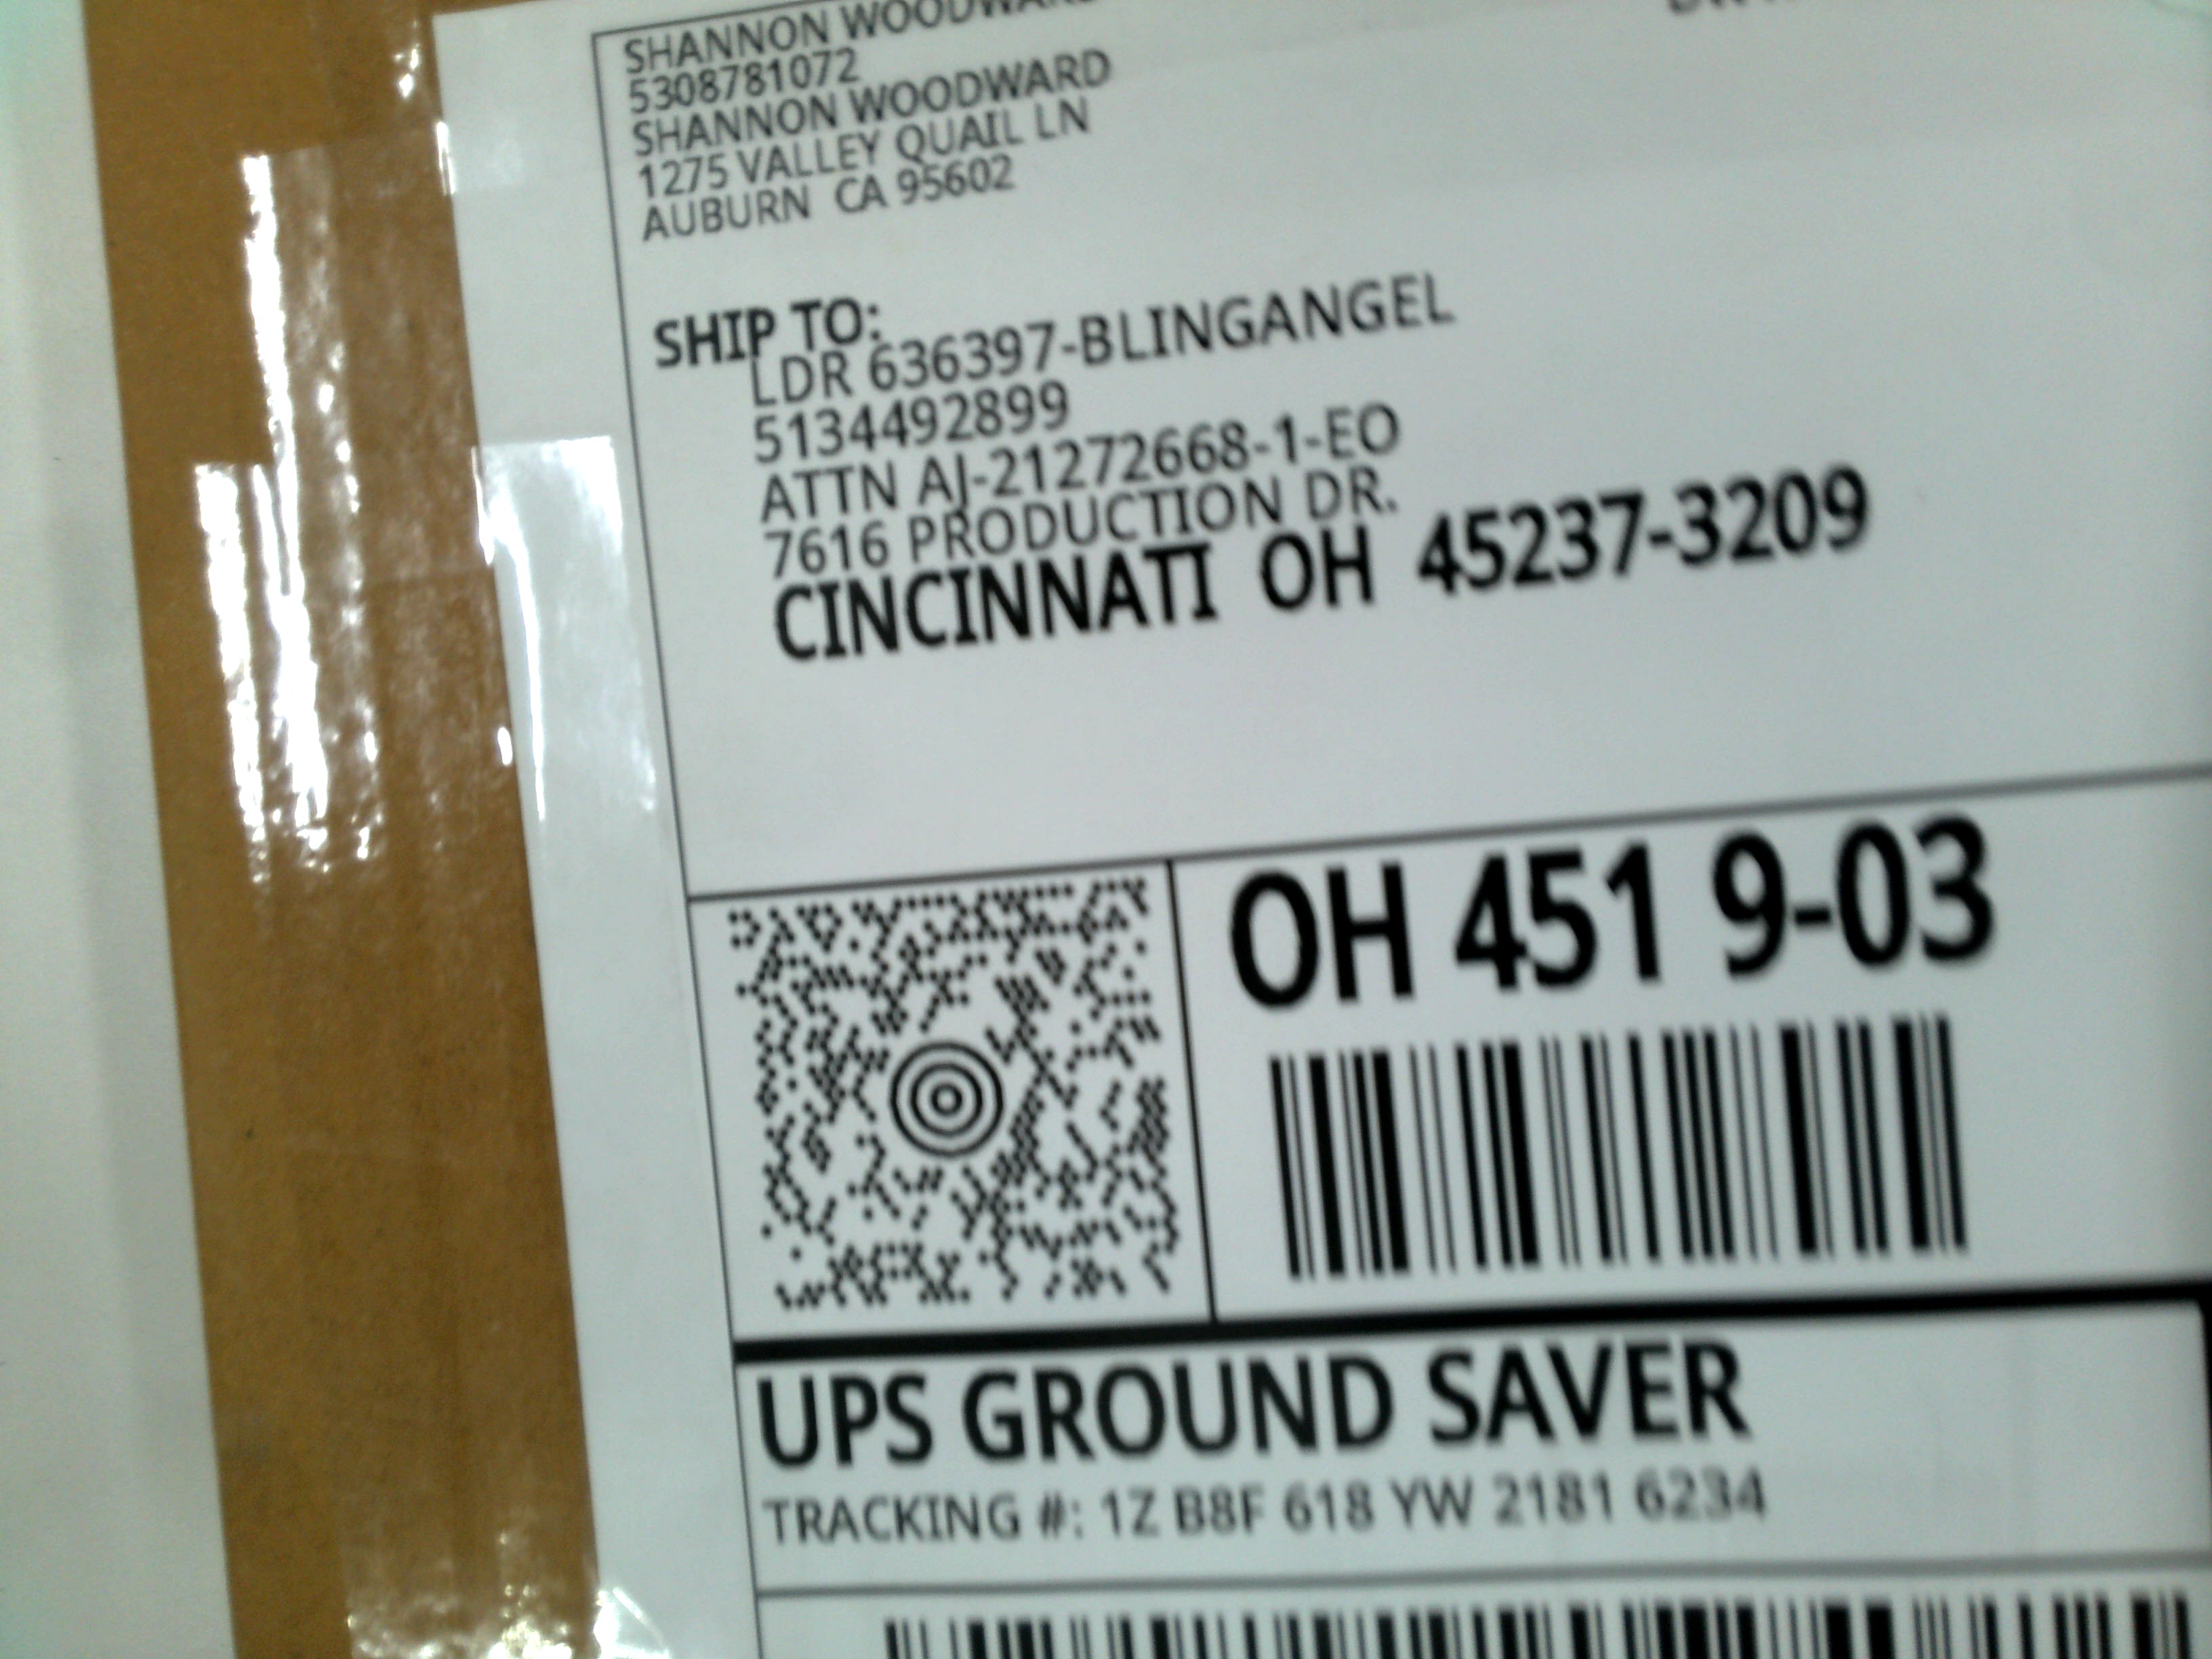 SHANNON WOODWARD
5308781072
SHANNON WOODWARD
1275 VALLEY QUAIL LN
AUBURN CA 95602
SHIP TO:
LDR 636397-BLINGANGEL
5134492899
ATTN AJ-21272668-1-EO
7616 PRODUCTION DR.
CINCINNATI OH 45237-3209
OH 451 9-03
UPS GROUND SAVER
TRACKING #: 1Z B8F 618 YW 2181 6234